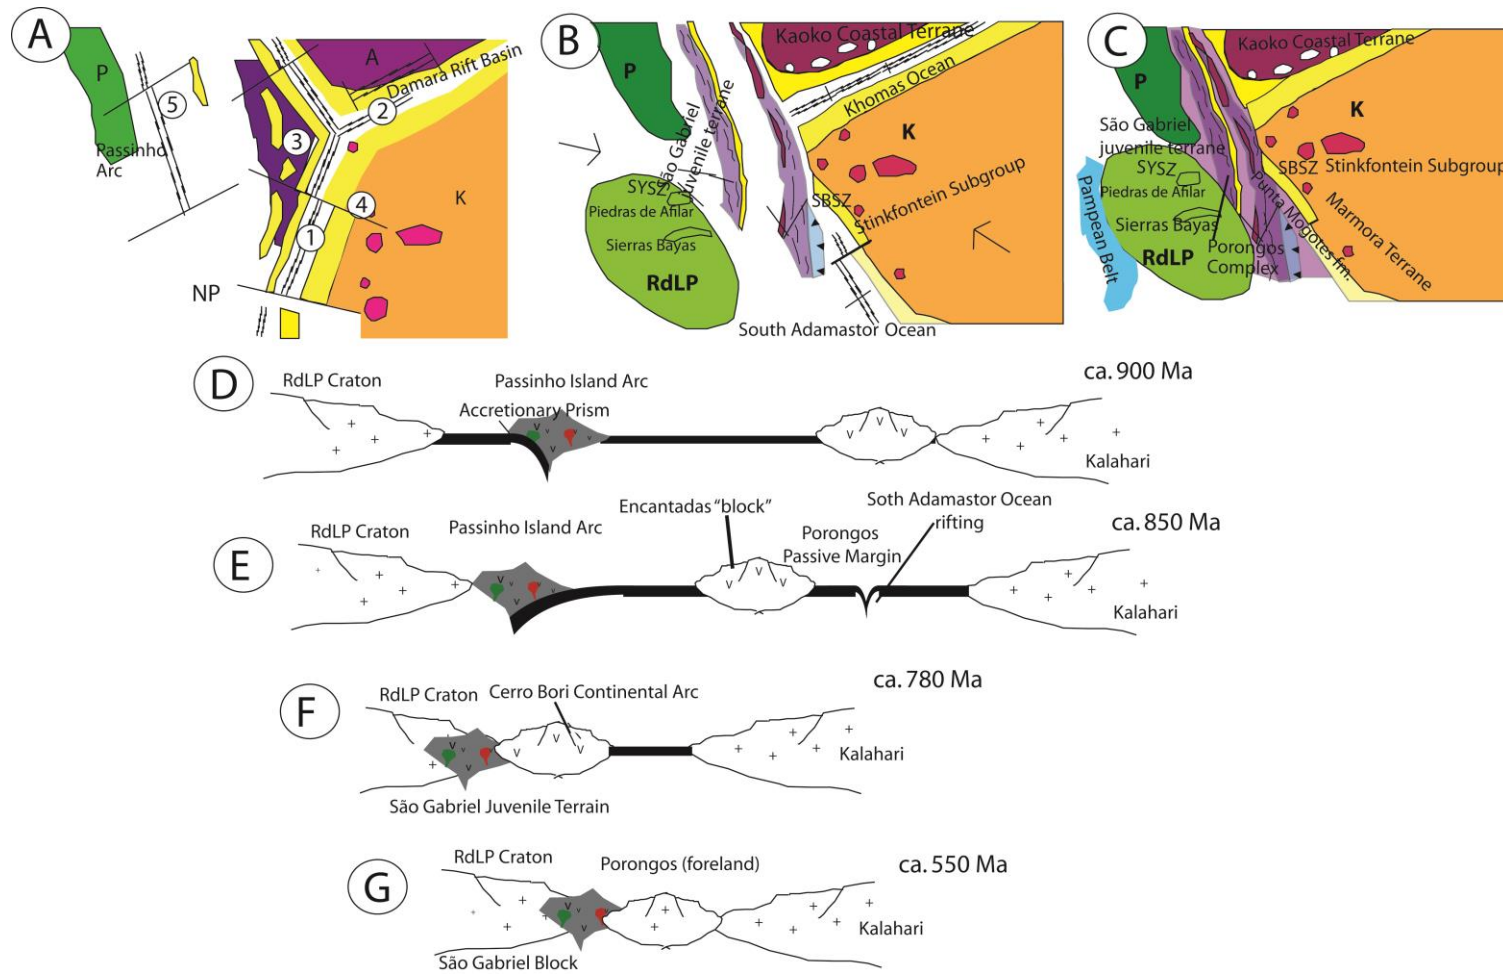 A
P
5
Passinho
Arc
A
Damara Rift Basin
2
3
4
K
1
NP
B
P
São Gabriel
juvenile terrane
Kaoko Coastal Terrane
Khomas Ocean
K
SYSZ
Piedras de Afilar
Sierras Bayas
RdLP
SBSZ
Stinkfontein Subgroup
South Adamastor Ocean
C
P
Kaoko Coastal Terrane
São Gabriel
juvenile terrane
K
SYSZ
SBSZ
Stinkfontein Subgroup
Piedras de Afilar
Sierras Bayas
RdLP
Pampean Belt
Porongos
Complex
Punta Mogotes fm.
Marmora Terrane
D
RdLP Craton
Passinho Island Arc
Accretionary Prism
ca. 900 Ma
Kalahari
E
RdLP Craton
Passinho Island Arc
Encantadas "block"
Porongos
Passive Margin
Soth Adamastor Ocean
rifting
ca. 850 Ma
Kalahari
F
RdLP Craton
Cerro Bori Continental Arc
ca. 780 Ma
Kalahari
São Gabriel Juvenile Terrain
G
RdLP Craton
Porongos (foreland)
ca. 550 Ma
Kalahari
São Gabriel Block